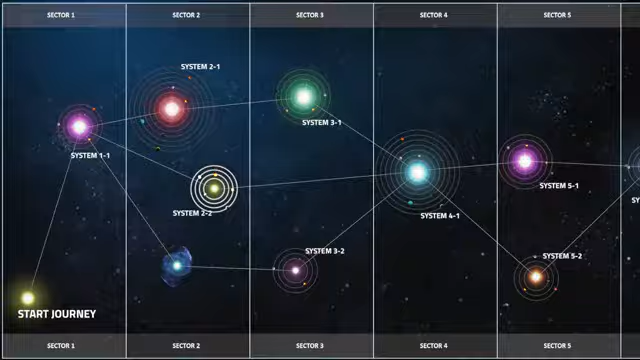 SECTOR 1
SECTOR 2
SECTOR 3
SECTOR 4
SECTOR 5
SYSTEM 2-1
SYSTEM 3-1
SYSTEM 1-1
SYSTEM 5-1
SYSTEM 2-2
SYSTEM 4-1
SYSTEM 3-2
SYSTEM 5-2
START JOURNEY
SECTOR 1
SECTOR 2
SECTOR 3
SECTOR 4
SECTOR 5